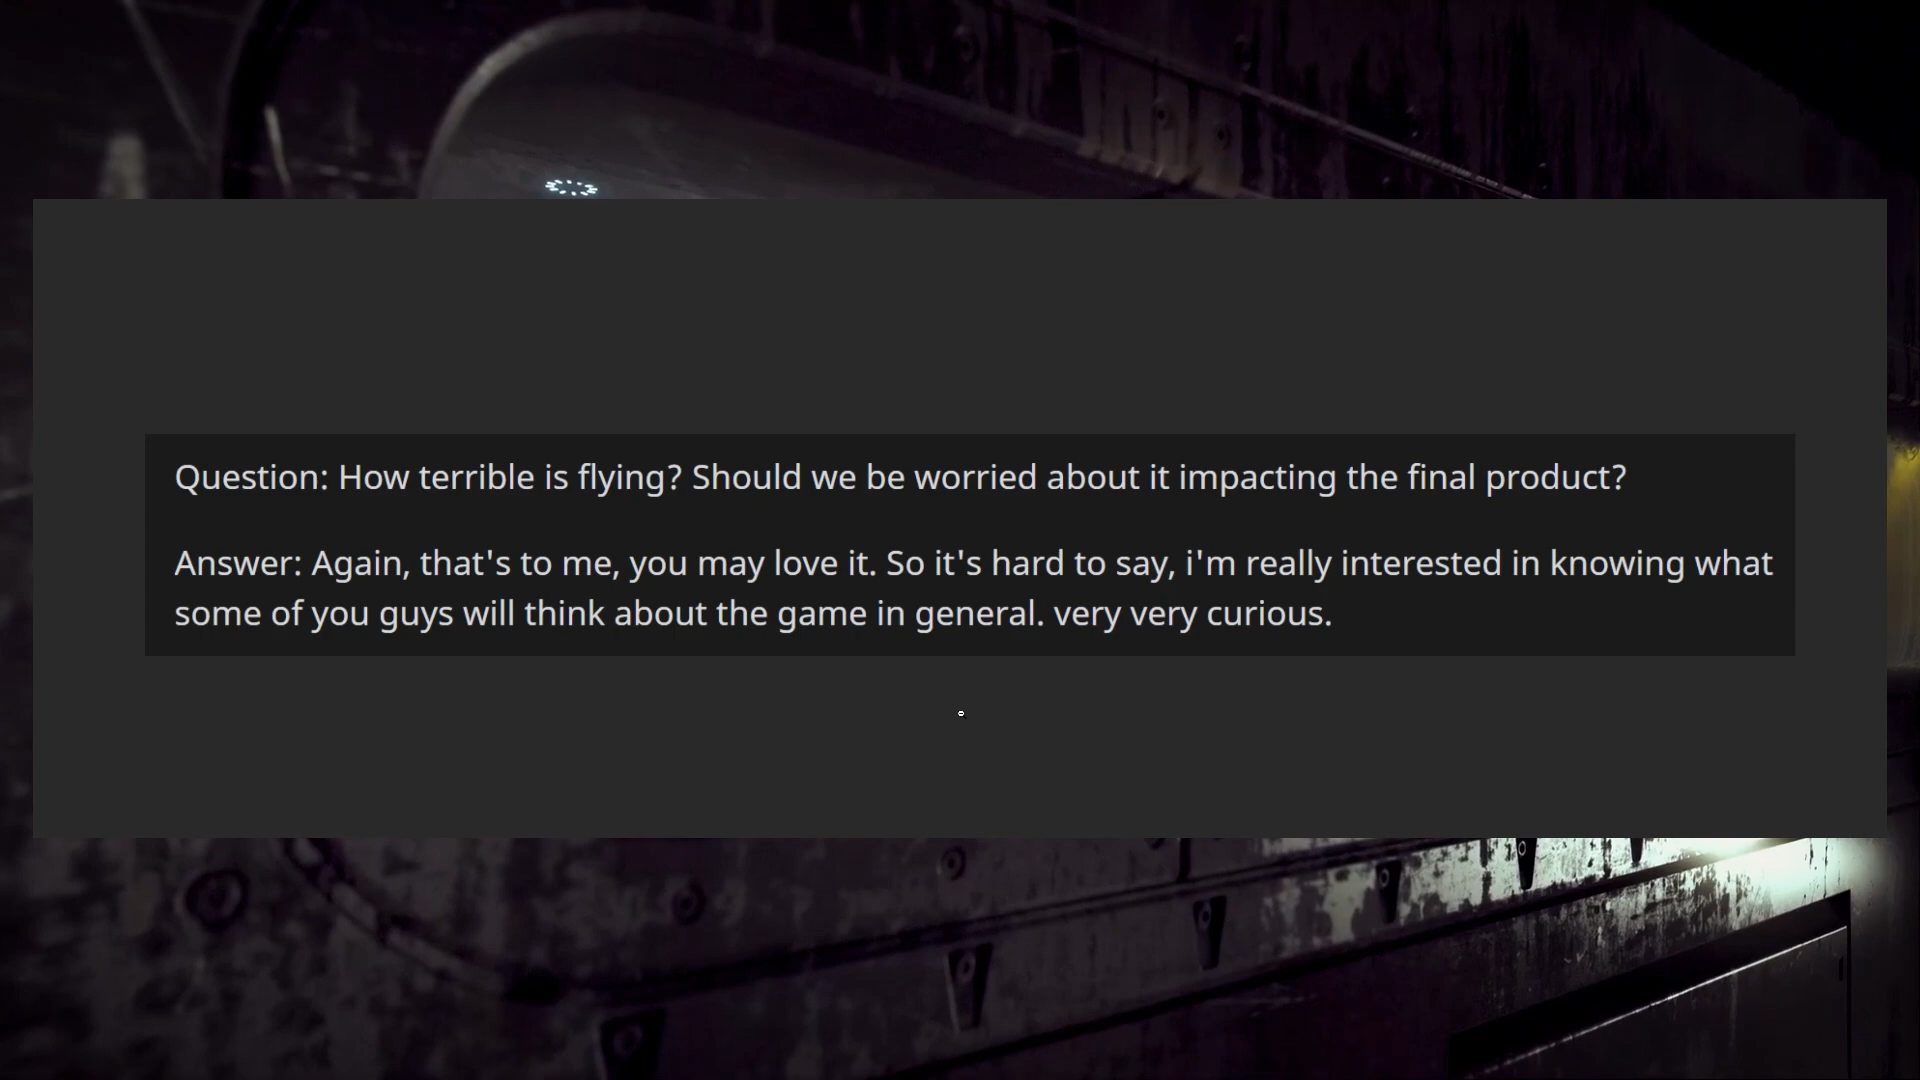 Question: How terrible is flying? Should we be worried about it impacting the final product?
Answer: Again, that's to me, you may love it. So it's hard to say, i'm really interested in knowing what
some of you guys will think about the game in general. very very curious.